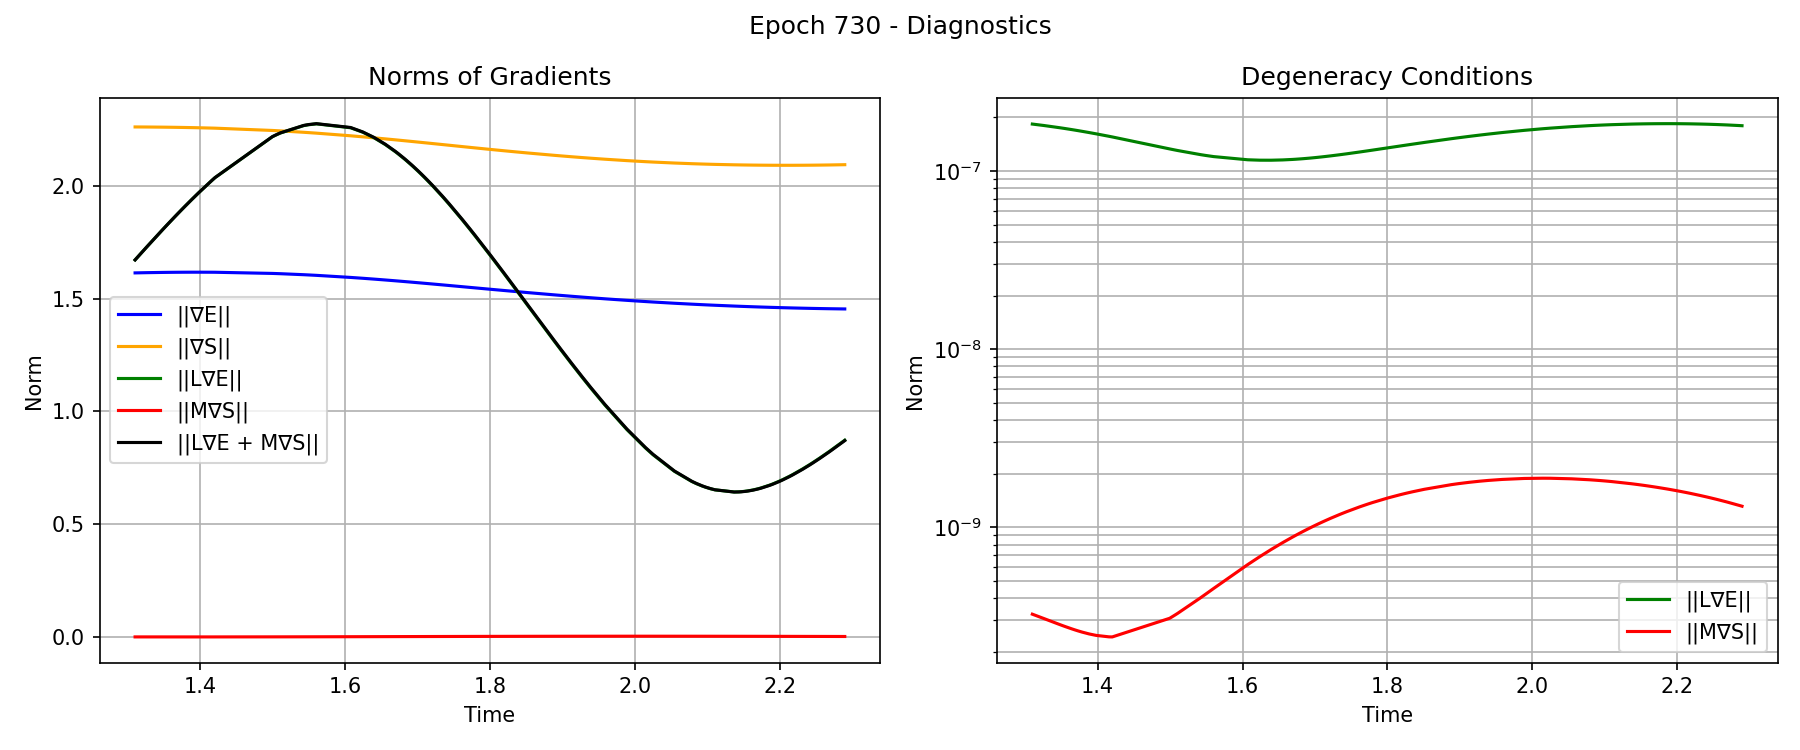 Epoch 730 - Diagnostics
Norms of Gradients
Norm
2.0
1.5
1.0
0.5
0.0
||∇E||
||∇S||
||L∇E||
||M∇S||
||L∇E + M∇S||
1.4 1.6 1.8 2.0 2.2
Time
Degeneracy Conditions
Norm
10⁻⁷
10⁻⁸
10⁻⁹
||L∇E||
||M∇S||
1.4 1.6 1.8 2.0 2.2
Time